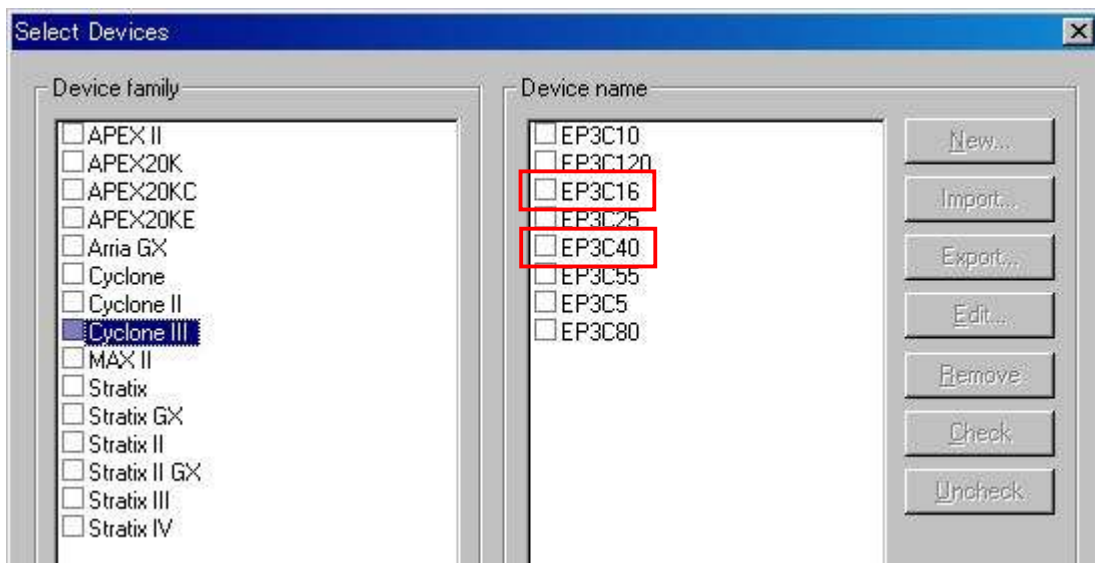 Select Devices
Device family
APEX II
APEX20K
APEX20KC
APEX20KE
Arria GX
Cyclone
Cyclone II
Cyclone III
MAX II
Stratix
Stratix GX
Stratix II
Stratix II GX
Stratix III
Stratix IV
Device name
EP3C10
EP3C120
EP3C16
EP3C25
EP3C40
EP3C55
EP3C5
EP3C80
New...
Import...
Export...
Edit...
Remove
Check
Uncheck